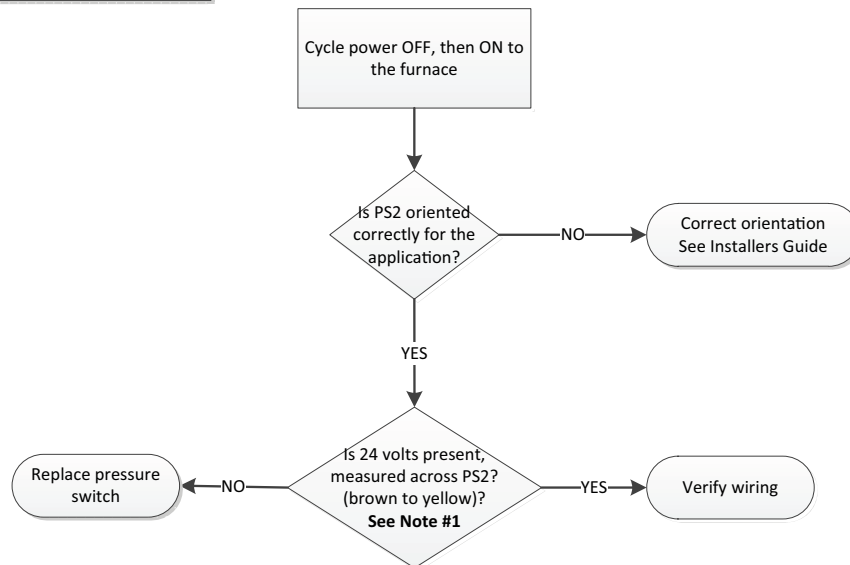 Cycle power OFF, then ON to
the furnace
Is PS2 oriented
correctly for the
application?
NO
Correct orientation
See Installers Guide
YES
Is 24 volts present,
measured across PS2?
(brown to yellow)?
See Note #1
NO
Replace pressure
switch
YES
Verify wiring